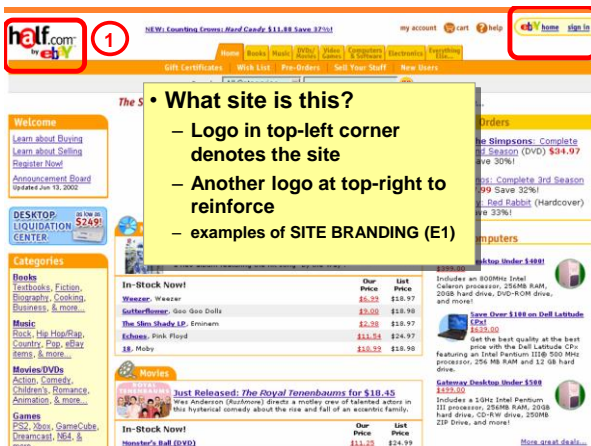 half.com
by ebY
1
NEW: Counting Crows: Hard Candy $11.88 Save 37%!
my account cart help
ebY home sign in
Home Books Music DVDs/Movies Video Games Computers & Software Electronics Everything Else...
Gift Certificates Wish List Pre-Orders Sell Your Stuff New Users
The S
• What site is this?
– Logo in top-left corner
denotes the site
– Another logo at top-right to
reinforce
– examples of SITE BRANDING (E1)
Welcome
Learn about Buying
Learn about Selling
Register Now!
Announcement Board
Updated Jun 13, 2002
DESKTOP
LIQUIDATION
CENTER
as low as
$249!
Categories
Books
Textbooks, Fiction,
Biography, Cooking,
Business, & more...
Music
Rock, Hip Hop/Rap,
Country, Pop, eBay
items, & more...
Movies/DVDs
Action, Comedy,
Children's, Romance,
Animation, & more...
Games
PS2, Xbox, GameCube,
Dreamcast, N64, &
more...
In-Stock Now! Our Price List Price
Weezer, Weezer $6.99 $18.97
Gutterflower, Goo Goo Dolls $9.00 $18.98
The Slim Shady LP, Eminem $2.98 $18.97
Echoes, Pink Floyd $11.54 $24.97
18, Moby $10.99 $18.98
Movies
ROYAL
TENENBAUMS
Just Released: The Royal Tenenbaums for $18.45
Wes Anderson (Rushmore) directs a motley crew of talented actors in
this hysterical comedy about the rise and fall of an eccentric family.
In-Stock Now! Our Price List Price
Monster's Ball (DVD) $11.25 $24.99
Orders
he Simpsons: Complete
nd Season (DVD) $34.97
ave 30%!
nos: Complete 3rd Season
.99 Save 32%!
y: Red Rabbit (Hardcover)
ve 33%!
omputers
esktop Under $400!
$399.00
Includes an 800MHz Intel
Celeron processor, 256MB RAM,
20GB hard drive, DVD-ROM drive,
and more!
Save Over $100 on Dell Latitude
CPx!
$639.00
Get the best quality at the best
price with the Dell Latitude CPx
featuring an Intel Pentium III® 500 MHz
processor, 256 MB RAM and 12 GB hard
drive.
Gateway Desktop Under $500
$499.00
Includes a 1GHz Intel Pentium
III processor, 256MB RAM, 20GB
hard drive, CD-RW drive, 250MB
ZIP Drive, and more!
More great deals...